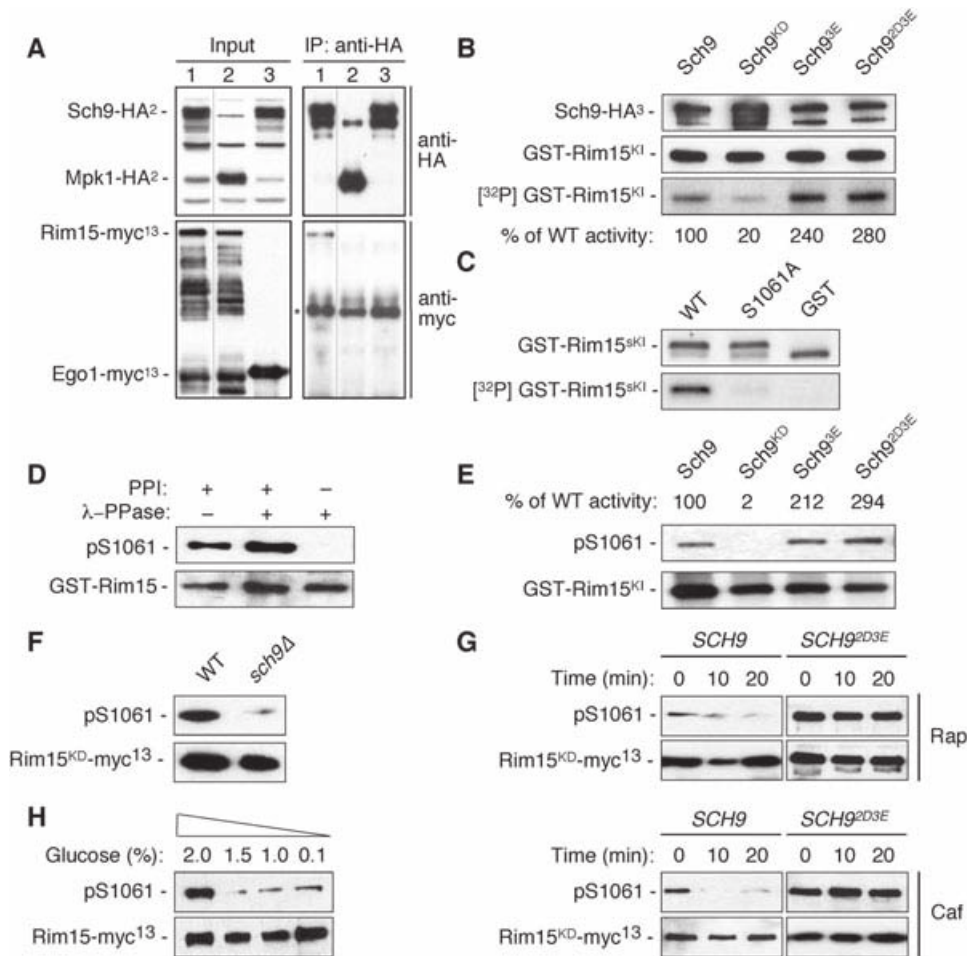 A
Input
IP: anti-HA
1 2 3 1 2 3
Sch9-HA²
Mpk1-HA²
anti-HA
Rim15-myc¹³
*
Ego1-myc¹³
anti-myc
B
Sch9 Sch9ᴷᴰ Sch9³ᴱ Sch9²ᴰ³ᴱ
Sch9-HA³
GST-Rim15ᴷᴵ
[³²P] GST-Rim15ᴷᴵ
% of WT activity: 100 20 240 280
C
WT S1061A GST
GST-Rim15ˢᴷᴵ
[³²P] GST-Rim15ˢᴷᴵ
D
PPI: + + –
λ–PPase: – + +
pS1061
GST-Rim15
E
Sch9 Sch9ᴷᴰ Sch9³ᴱ Sch9²ᴰ³ᴱ
% of WT activity: 100 2 212 294
pS1061
GST-Rim15ᴷᴵ
F
WT sch9Δ
pS1061
Rim15ᴷᴰ-myc¹³
G
SCH9 SCH9²ᴰ³ᴱ
Time (min): 0 10 20 0 10 20
pS1061
Rim15ᴷᴰ-myc¹³
Rap
SCH9 SCH9²ᴰ³ᴱ
Time (min): 0 10 20 0 10 20
pS1061
Rim15ᴷᴰ-myc¹³
Caf
H
Glucose (%): 2.0 1.5 1.0 0.1
pS1061
Rim15-myc¹³